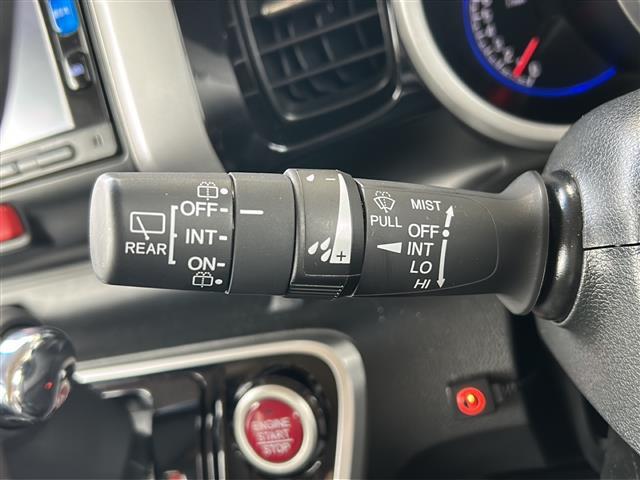 REAR
OFF
INT
ON
PULL
MIST
OFF
INT
LO
HI
ENGINE
START
STOP